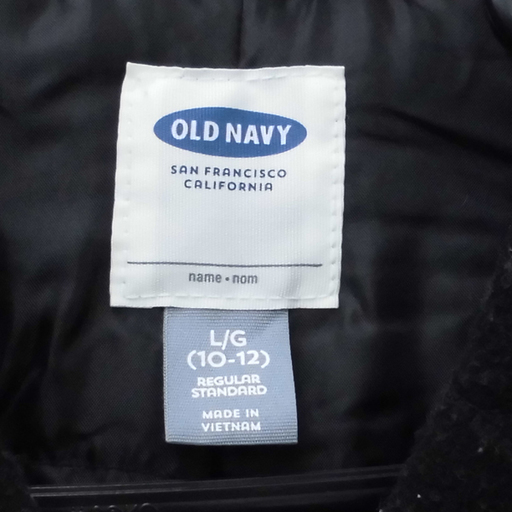 OLD NAVY
SAN FRANCISCO
CALIFORNIA
name • nom
L/G
(10-12)
REGULAR
STANDARD
MADE IN
VIETNAM